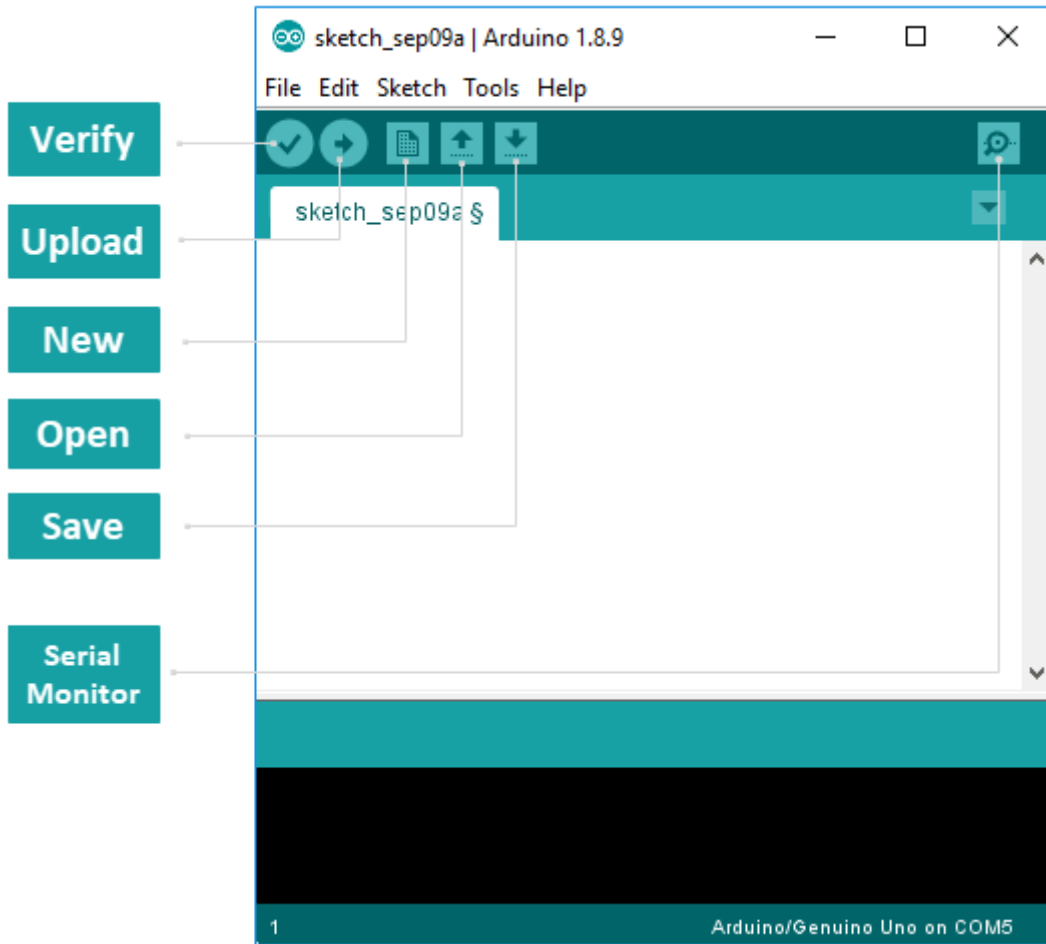 sketch_sep09a | Arduino 1.8.9
File Edit Sketch Tools Help
Verify
sketch_sep09a §
Upload
New
Open
Save
Serial
Monitor
1
Arduino/Genuino Uno on COM5